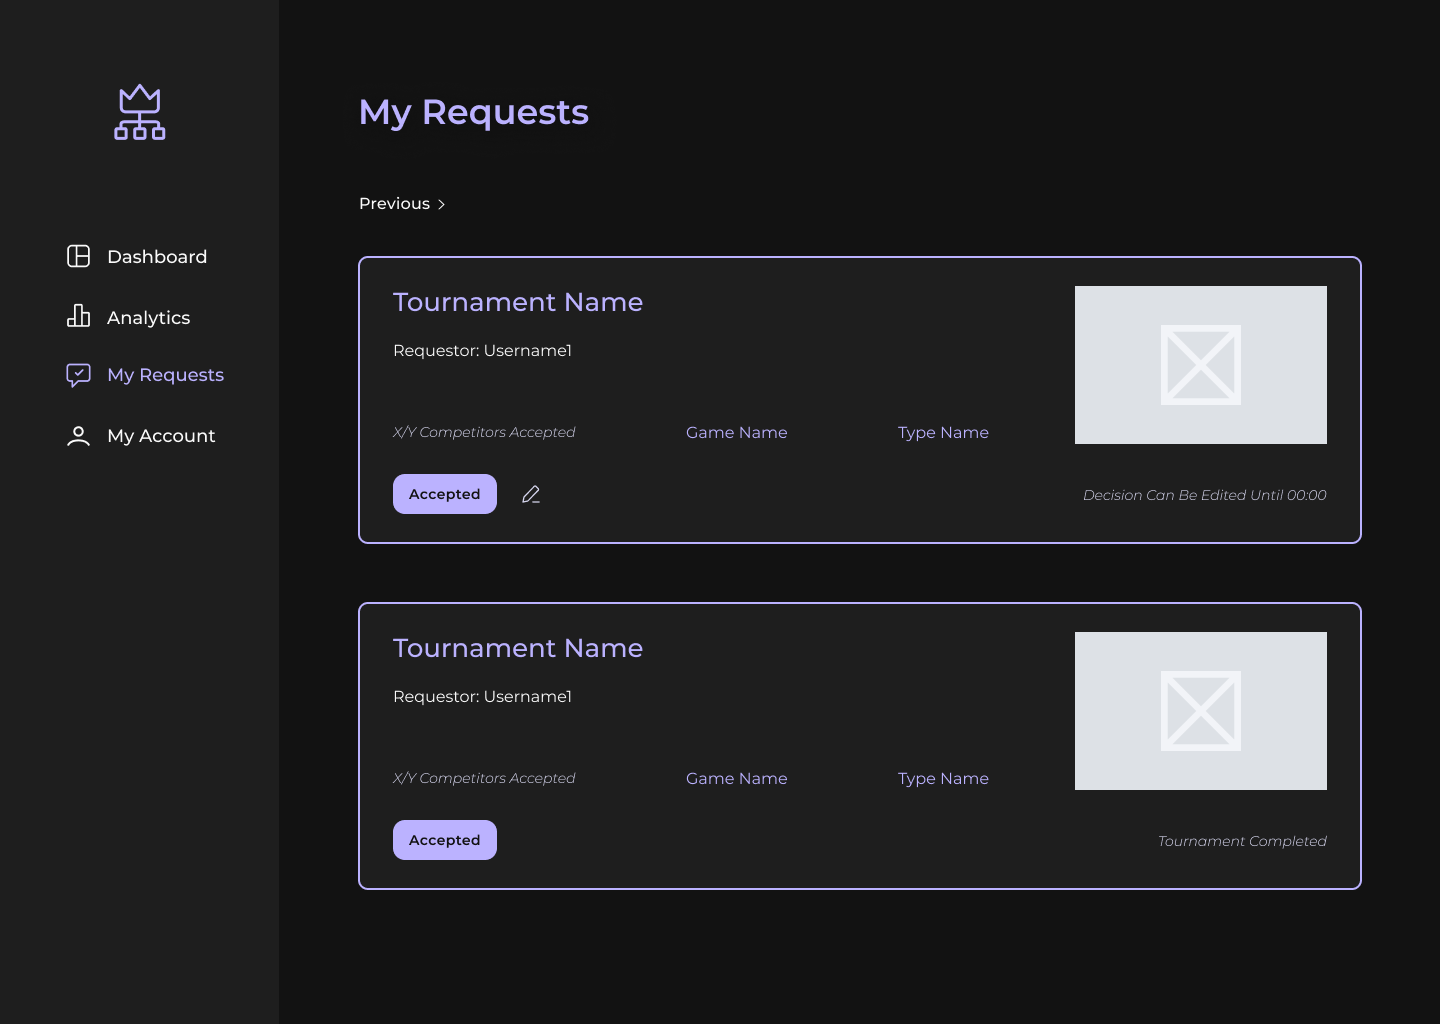 My Requests
Dashboard
Analytics
My Requests
My Account
Previous
Tournament Name
Requestor: Username1
X/Y Competitors Accepted
Game Name
Type Name
Accepted
Decision Can Be Edited Until 00:00
Tournament Name
Requestor: Username1
X/Y Competitors Accepted
Game Name
Type Name
Accepted
Tournament Completed